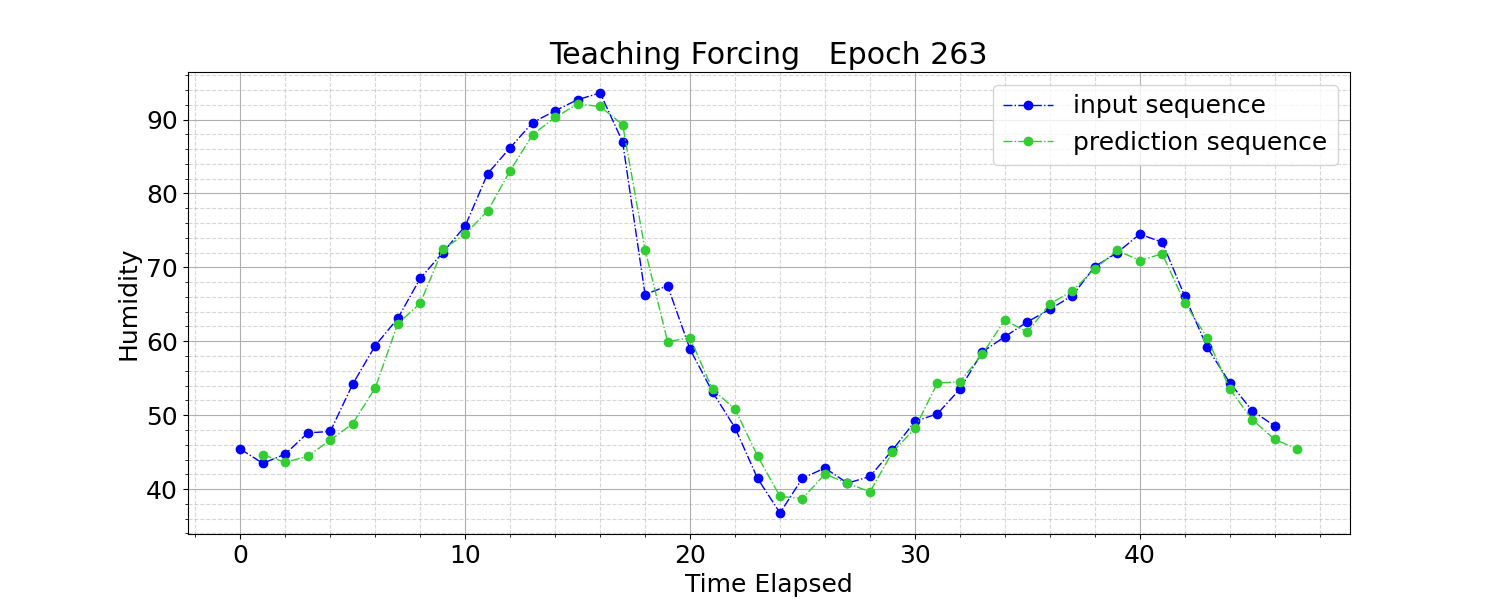 Teaching Forcing   Epoch 263
input sequence
prediction sequence
Humidity
90
80
70
60
50
40
0 10 20 30 40
Time Elapsed